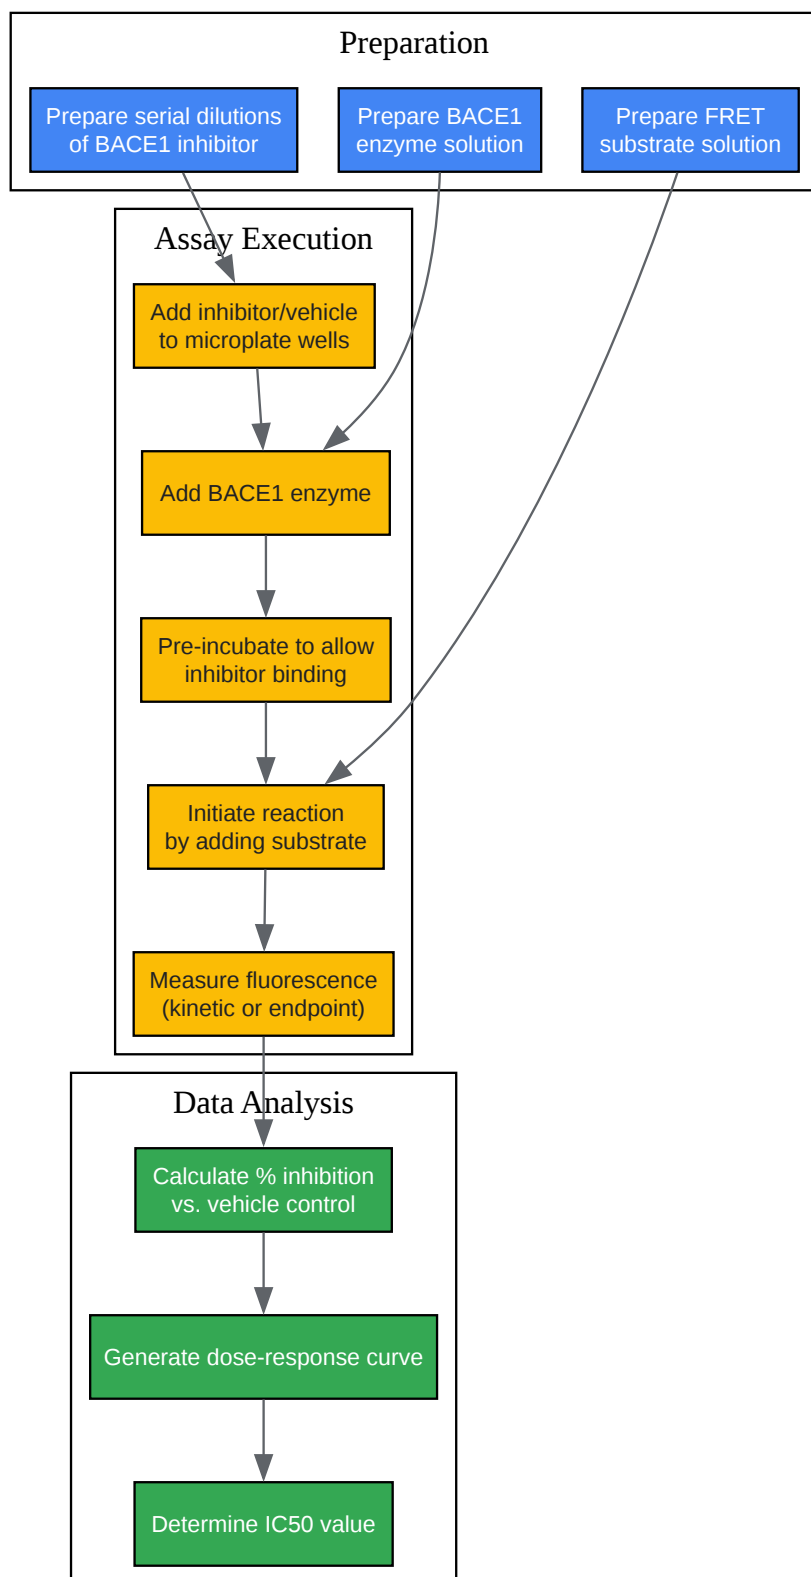 Preparation
Prepare serial dilutions
of BACE1 inhibitor
Prepare BACE1
enzyme solution
Prepare FRET
substrate solution
Assay Execution
Add inhibitor/vehicle
to microplate wells
Add BACE1 enzyme
Pre-incubate to allow
inhibitor binding
Initiate reaction
by adding substrate
Measure fluorescence
(kinetic or endpoint)
Data Analysis
Calculate % inhibition
vs. vehicle control
Generate dose-response curve
Determine IC50 value